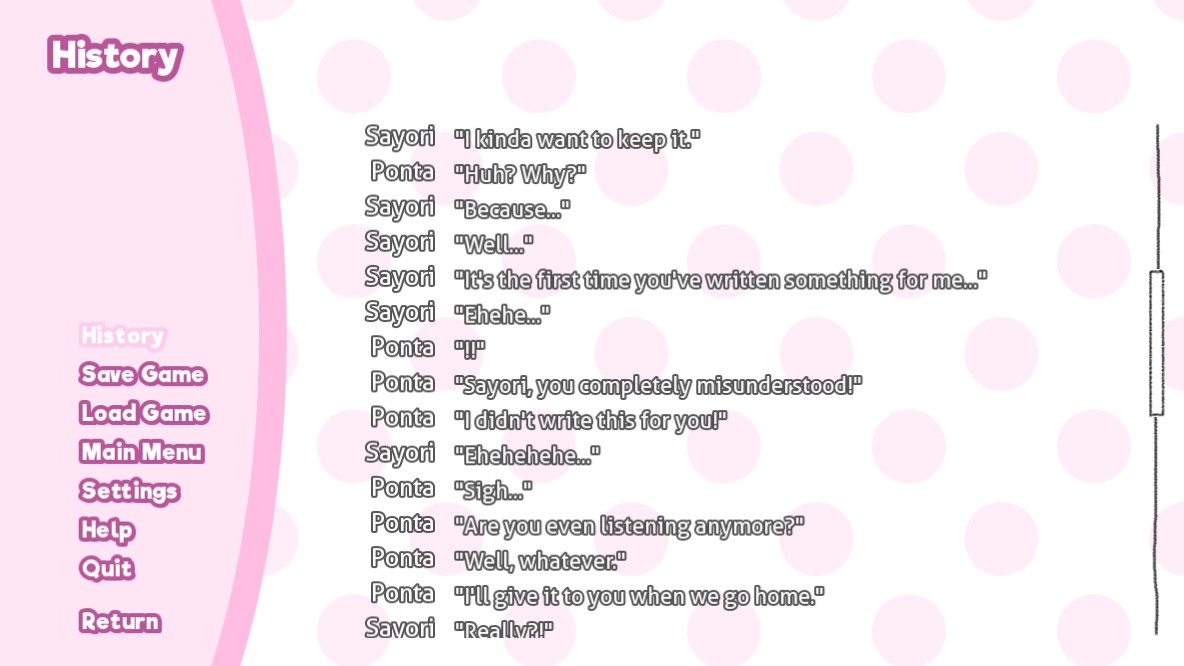 History
Sayori "I kinda want to keep it."
Ponta "Huh? Why?"
Sayori "Because..."
Sayori "Well..."
Sayori "It's the first time you've written something for me..."
Sayori "Ehehe..."
Ponta "!!"
Ponta "Sayori, you completely misunderstood!"
Ponta "I didn't write this for you!"
Sayori "Ehehehehe..."
Ponta "Sigh..."
Ponta "Are you even listening anymore?"
Ponta "Well, whatever."
Ponta "I'll give it to you when we go home."
Sayori "Really?!"
History
Save Game
Load Game
Main Menu
Settings
Help
Quit
Return